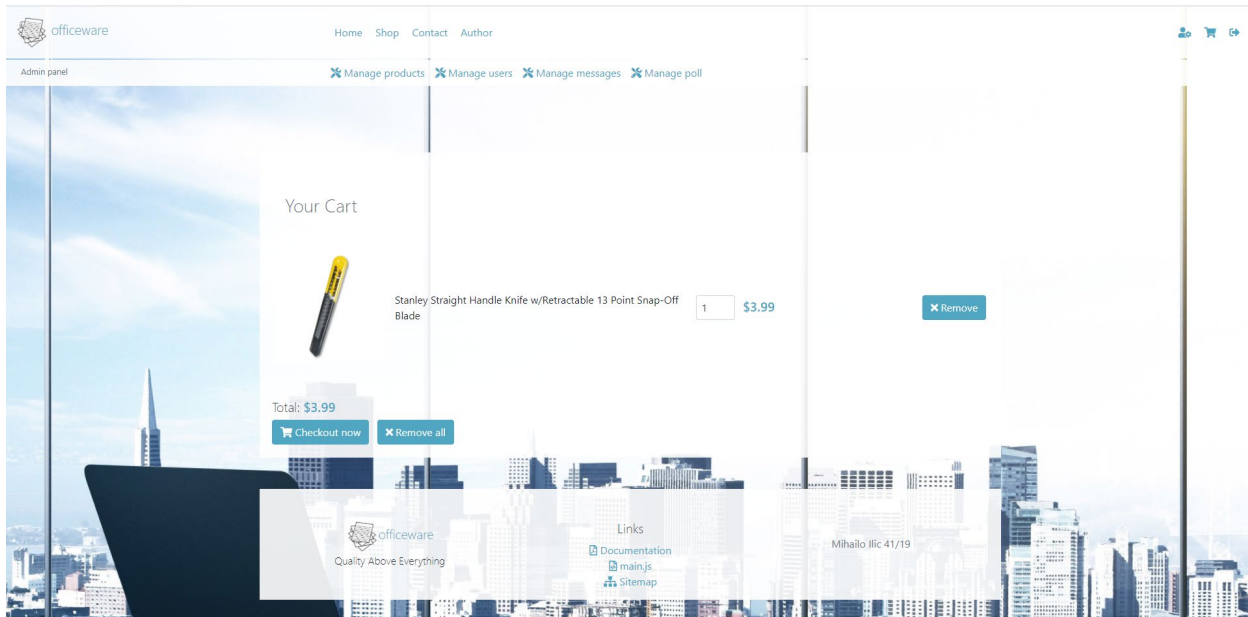 officeware
Home Shop Contact Author
Admin panel
Manage products Manage users Manage messages Manage poll
Your Cart
Stanley Straight Handle Knife w/Retractable 13 Point Snap-Off
Blade
1
$3.99
Remove
Total: $3.99
Checkout now
Remove all
officeware
Quality Above Everything
Links
Documentation
main.js
Sitemap
Mihailo Ilic 41/19